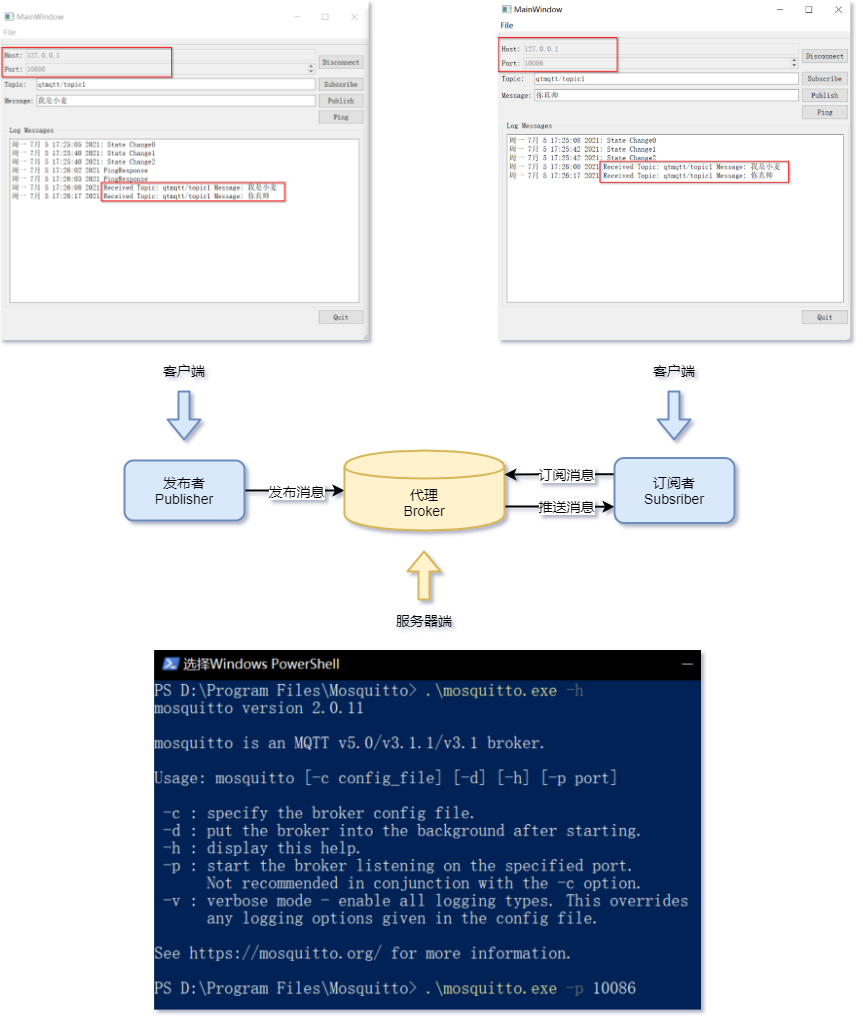 MainWindow
File
Host: 127.0.0.1
Port: 10086
Disconnect
Topic: qtmqtt/topic1
Subscribe
Message: 我是小麦
Publish
Ping
Log Messages
周一 7月 5 17:25:05 2021: State Change0
周一 7月 5 17:25:40 2021: State Change1
周一 7月 5 17:25:40 2021: State Change2
周一 7月 5 17:26:02 2021 PingResponse
周一 7月 5 17:26:03 2021 PingResponse
周一 7月 5 17:26:08 2021 Received Topic: qtmqtt/topic1 Message: 我是小麦
周一 7月 5 17:26:17 2021 Received Topic: qtmqtt/topic1 Message: 你真帅
Quit
MainWindow
File
Host: 127.0.0.1
Port: 10086
Disconnect
Topic: qtmqtt/topic1
Subscribe
Message: 你真帅
Publish
Ping
Log Messages
周一 7月 5 17:25:08 2021: State Change0
周一 7月 5 17:25:42 2021: State Change1
周一 7月 5 17:25:42 2021: State Change2
周一 7月 5 17:26:08 2021 Received Topic: qtmqtt/topic1 Message: 我是小麦
周一 7月 5 17:26:17 2021 Received Topic: qtmqtt/topic1 Message: 你真帅
Quit
客户端
客户端
发布者
Publisher
发布消息
代理
Broker
订阅消息
推送消息
订阅者
Subsriber
服务器端
选择Windows PowerShell
PS D:\Program Files\Mosquitto> .\mosquitto.exe -h
mosquitto version 2.0.11
mosquitto is an MQTT v5.0/v3.1.1/v3.1 broker.
Usage: mosquitto [-c config_file] [-d] [-h] [-p port]
-c : specify the broker config file.
-d : put the broker into the background after starting.
-h : display this help.
-p : start the broker listening on the specified port.
Not recommended in conjunction with the -c option.
-v : verbose mode - enable all logging types. This overrides
any logging options given in the config file.
See https://mosquitto.org/ for more information.
PS D:\Program Files\Mosquitto> .\mosquitto.exe -p 10086